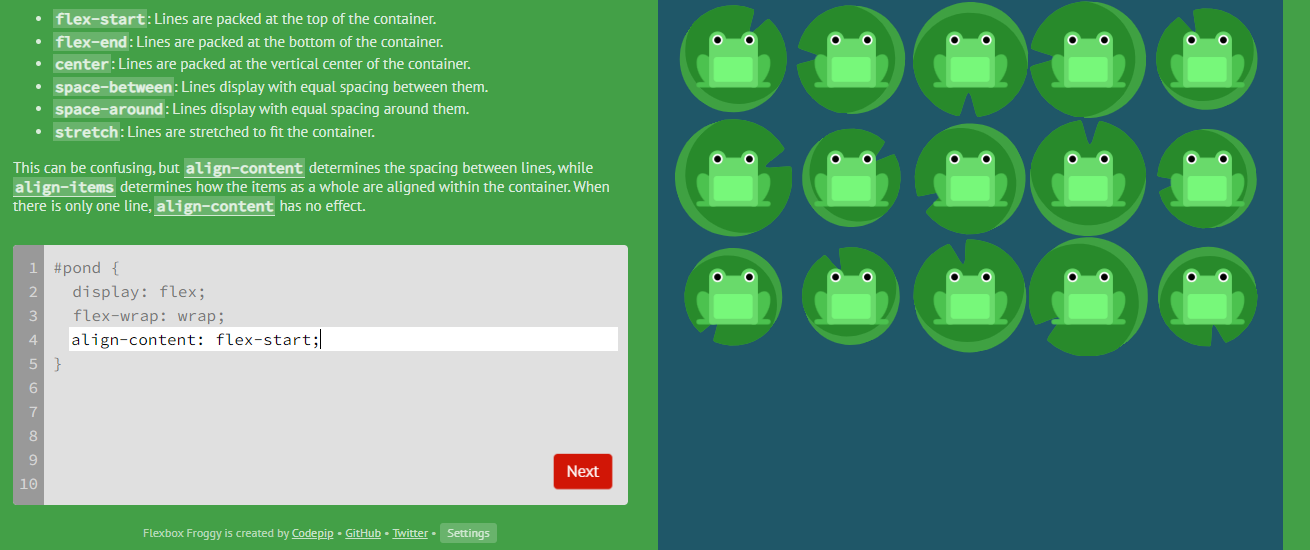 flex-start: Lines are packed at the top of the container.
flex-end: Lines are packed at the bottom of the container.
center: Lines are packed at the vertical center of the container.
space-between: Lines display with equal spacing between them.
space-around: Lines display with equal spacing around them.
stretch: Lines are stretched to fit the container.
This can be confusing, but align-content determines the spacing between lines, while
align-items determines how the items as a whole are aligned within the container. When
there is only one line, align-content has no effect.
1 #pond {
2 display: flex;
3 flex-wrap: wrap;
4 align-content: flex-start;
5 }
6
7
8
9
10
Next
Flexbox Froggy is created by Codepip • GitHub • Twitter • Settings